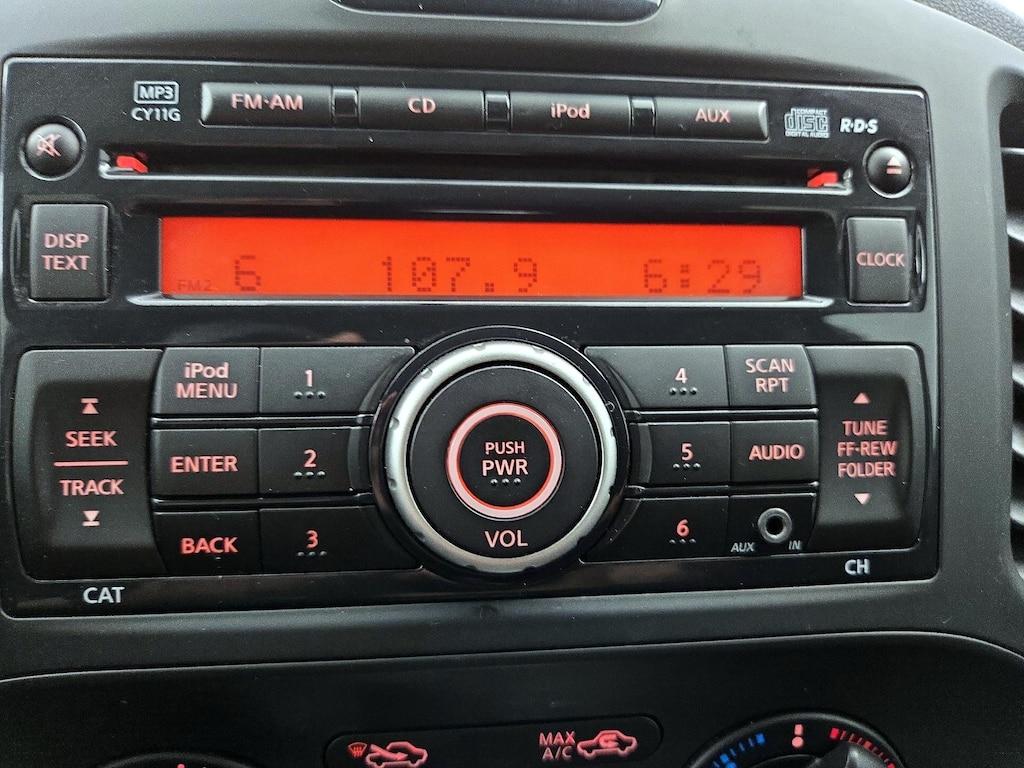 MP3
CY11G
FM·AM
CD
iPod
AUX
COMPACT
disc
DIGITAL AUDIO
R·D·S
DISP
TEXT
FM2
6
107.9
6:29
CLOCK
SEEK
TRACK
CAT
iPod
MENU
ENTER
BACK
1
2
3
PUSH
PWR
VOL
4
5
6
SCAN
RPT
AUDIO
AUX IN
TUNE
FF·REW
FOLDER
CH
MAX
A/C